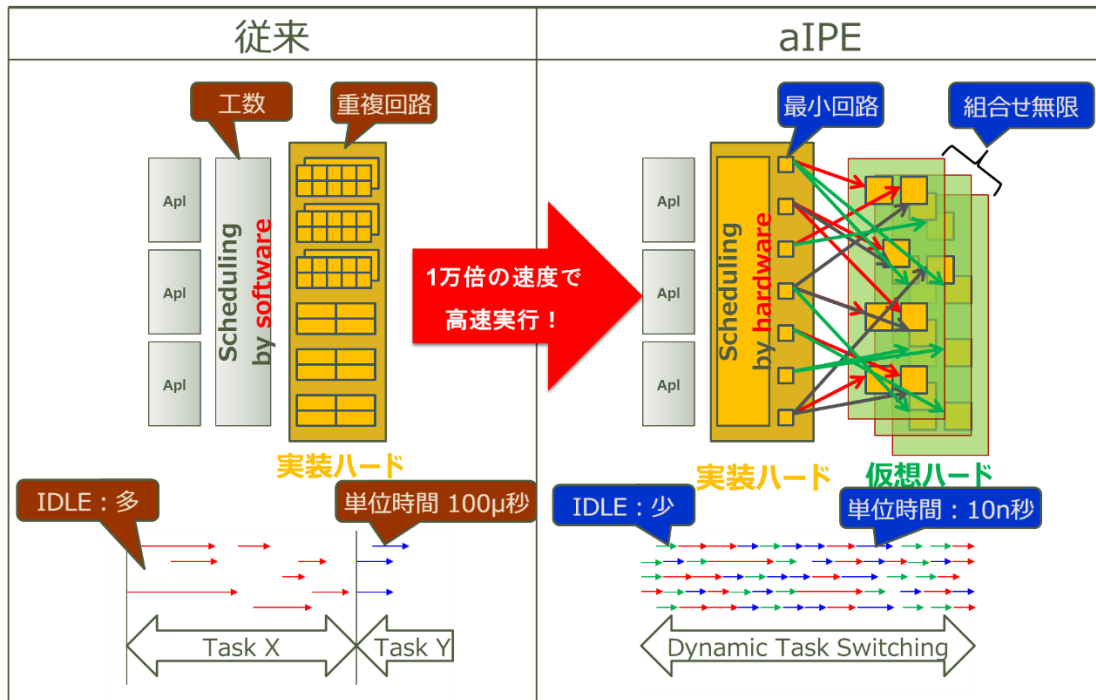 従来
aIPE
工数
重複回路
最小回路
組合せ無限
Apl
Apl
Apl
Scheduling
by software
実装ハード
1万倍の速度で
高速実行！
Apl
Apl
Apl
Scheduling
by hardware
実装ハード
仮想ハード
IDLE：多
単位時間 100μ秒
IDLE：少
単位時間：10n秒
Task X
Task Y
Dynamic Task Switching